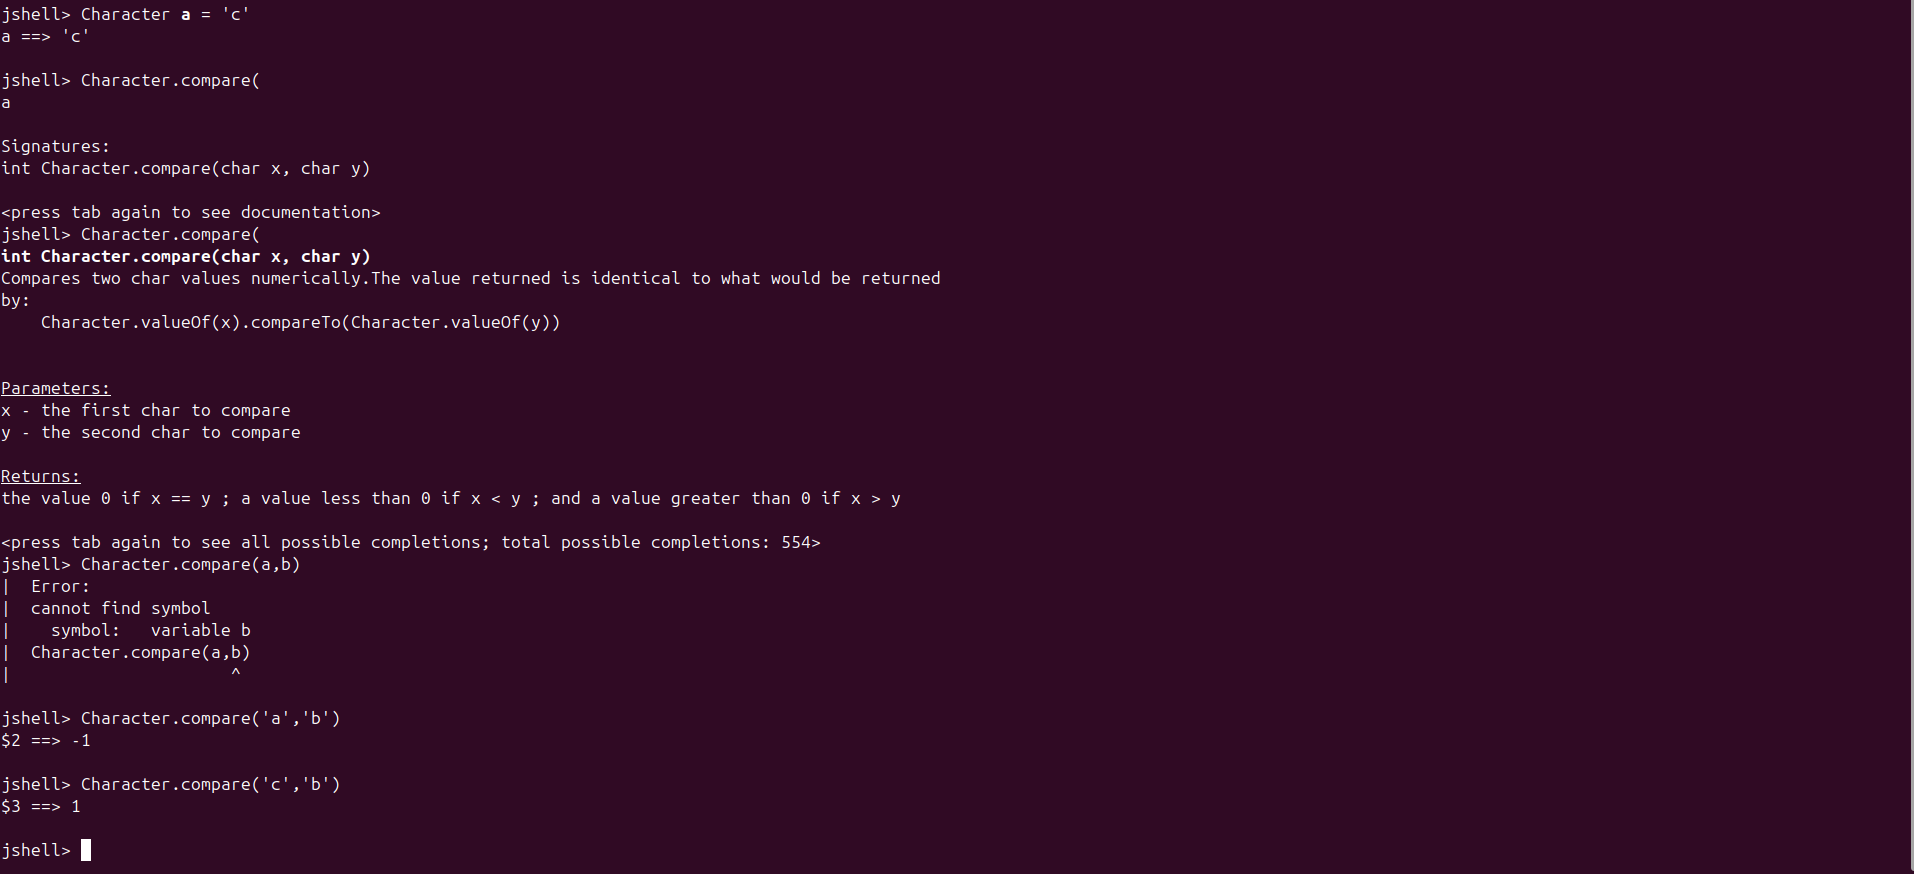 jshell> Character a = 'c'
a ==> 'c'
jshell> Character.compare(
a
Signatures:
int Character.compare(char x, char y)
<press tab again to see documentation>
jshell> Character.compare(
int Character.compare(char x, char y)
Compares two char values numerically.The value returned is identical to what would be returned
by:
    Character.valueOf(x).compareTo(Character.valueOf(y))
Parameters:
x - the first char to compare
y - the second char to compare
Returns:
the value 0 if x == y ; a value less than 0 if x < y ; and a value greater than 0 if x > y
<press tab again to see all possible completions; total possible completions: 554>
jshell> Character.compare(a,b)
|  Error:
|  cannot find symbol
|    symbol:   variable b
|  Character.compare(a,b)
|                      ^
jshell> Character.compare('a','b')
$2 ==> -1
jshell> Character.compare('c','b')
$3 ==> 1
jshell>